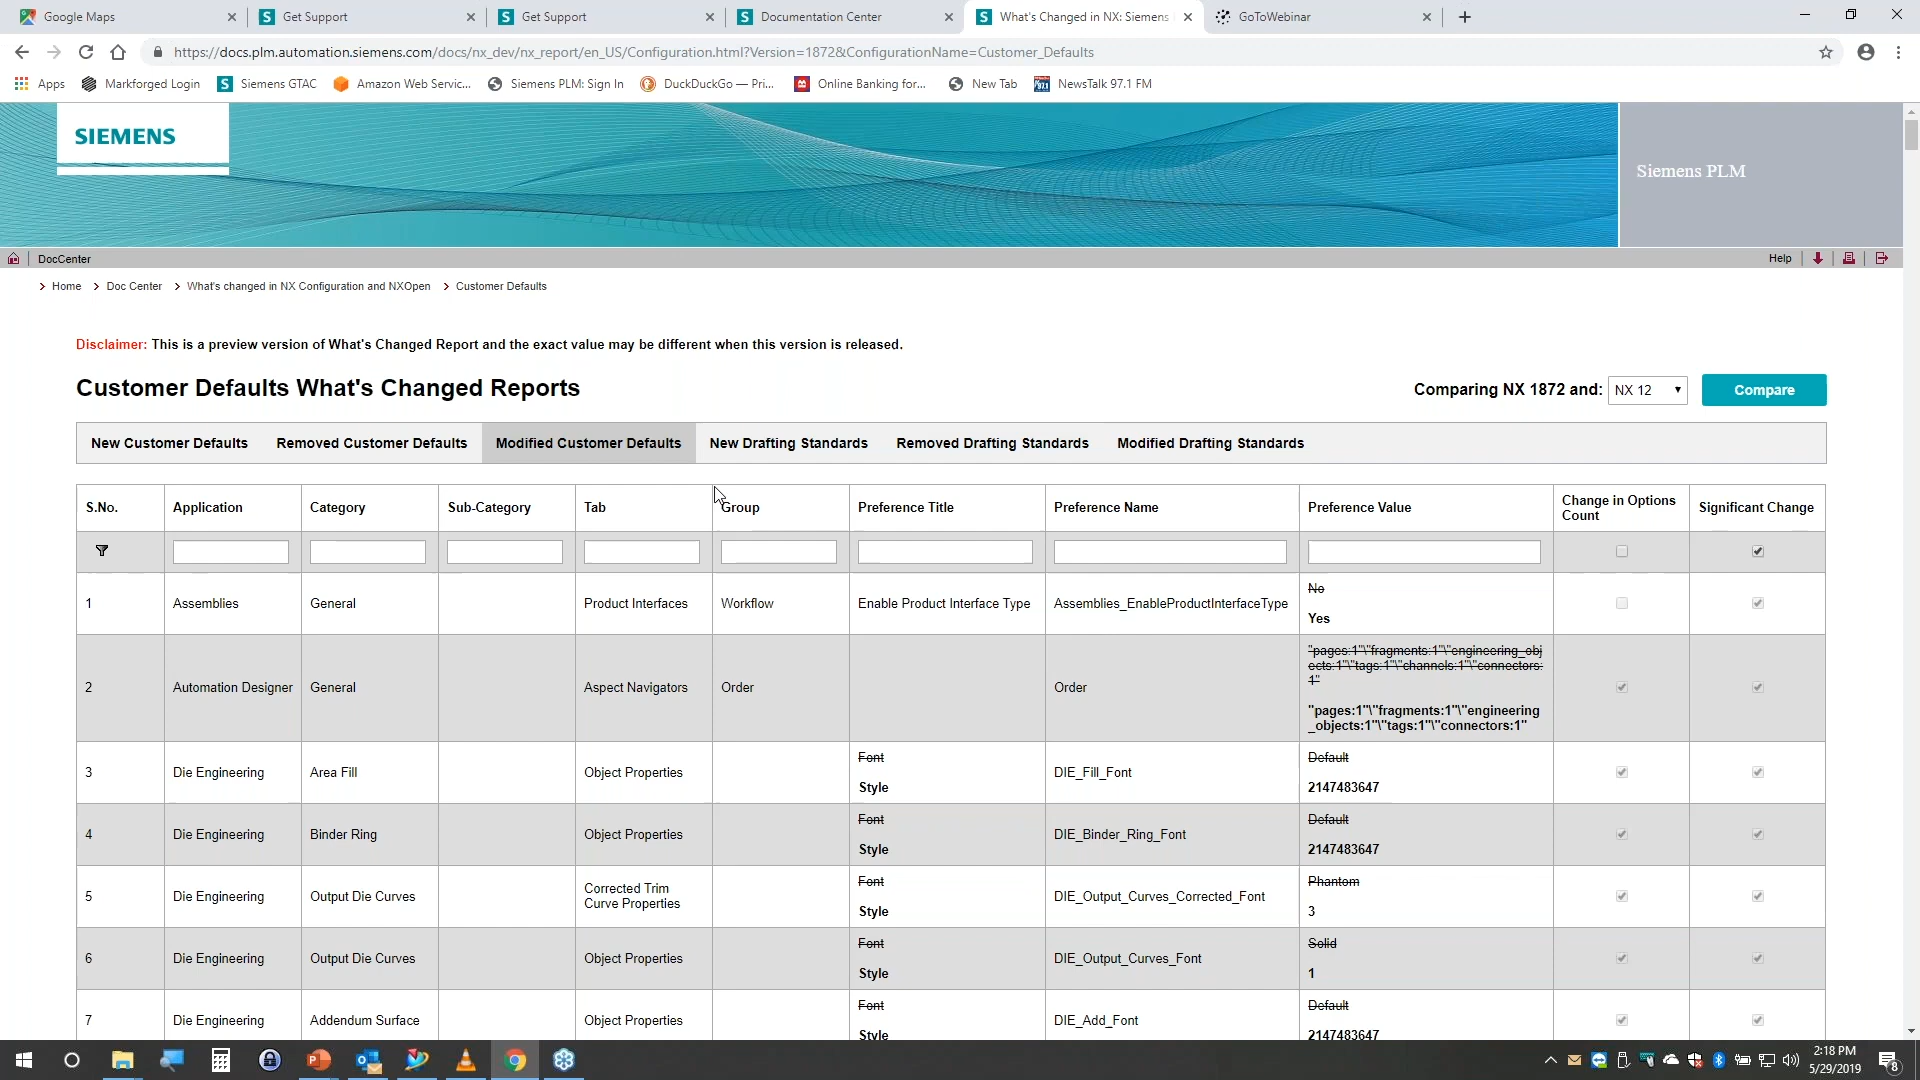 Google Maps
Get Support
Get Support
Documentation Center
What's Changed in NX: Siemens
GoToWebinar
https://docs.plm.automation.siemens.com/docs/nx_dev/nx_report/en_US/Configuration.html?Version=1872&ConfigurationName=Customer_Defaults
Apps
Markforged Login
Siemens GTAC
Amazon Web Servic...
Siemens PLM: Sign In
DuckDuckGo — Pri...
Online Banking for...
New Tab
NewsTalk 97.1 FM
SIEMENS
Siemens PLM
DocCenter
Help
Home
Doc Center
What's changed in NX Configuration and NXOpen
Customer Defaults
Disclaimer: This is a preview version of What's Changed Report and the exact value may be different when this version is released.
Customer Defaults What's Changed Reports
Comparing NX 1872 and: NX 12 Compare
New Customer Defaults Removed Customer Defaults Modified Customer Defaults New Drafting Standards Removed Drafting Standards Modified Drafting Standards
S.No. Application Category Sub-Category Tab Group Preference Title Preference Name Preference Value
Change in Options
Count
Significant Change
1 Assemblies General Product Interfaces Workflow Enable Product Interface Type Assemblies_EnableProductInterfaceType
No
Yes
2 Automation Designer General Aspect Navigators Order Order
"pages:1"\"fragments:1"\"engineering_obj
ects:1"\"tags:1"\"channels:1"\"connectors:
1"
"pages:1"\"fragments:1"\"engineering
_objects:1"\"tags:1"\"connectors:1"
3 Die Engineering Area Fill Object Properties
Font
Style
DIE_Fill_Font
Default
2147483647
4 Die Engineering Binder Ring Object Properties
Font
Style
DIE_Binder_Ring_Font
Default
2147483647
5 Die Engineering Output Die Curves
Corrected Trim
Curve Properties
Font
Style
DIE_Output_Curves_Corrected_Font
Phantom
3
6 Die Engineering Output Die Curves Object Properties
Font
Style
DIE_Output_Curves_Font
Solid
1
7 Die Engineering Addendum Surface Object Properties
Font
Style
DIE_Add_Font
Default
2147483647
2:18 PM
5/29/2019
8